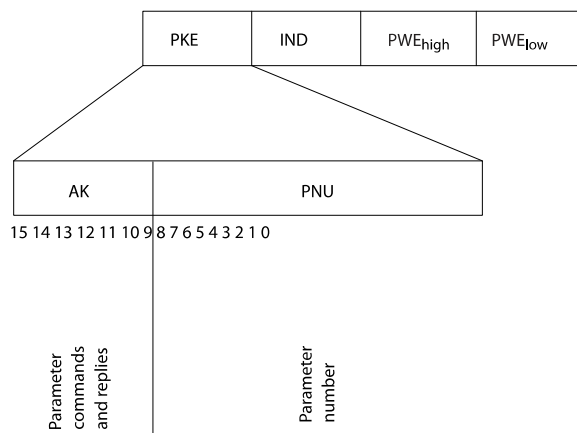 PKE IND PWEhigh PWElow
AK PNU
15 14 13 12 11 10 9 8 7 6 5 4 3 2 1 0
Parameter
commands
and replies
Parameter
number